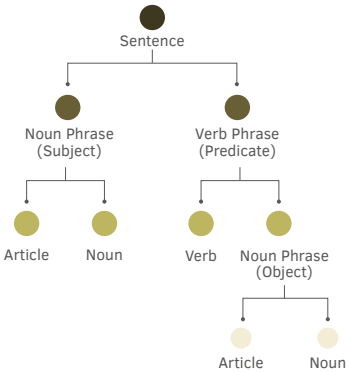 Sentence
Noun Phrase
(Subject)
Verb Phrase
(Predicate)
Article
Noun
Verb
Noun Phrase
(Object)
Article
Noun